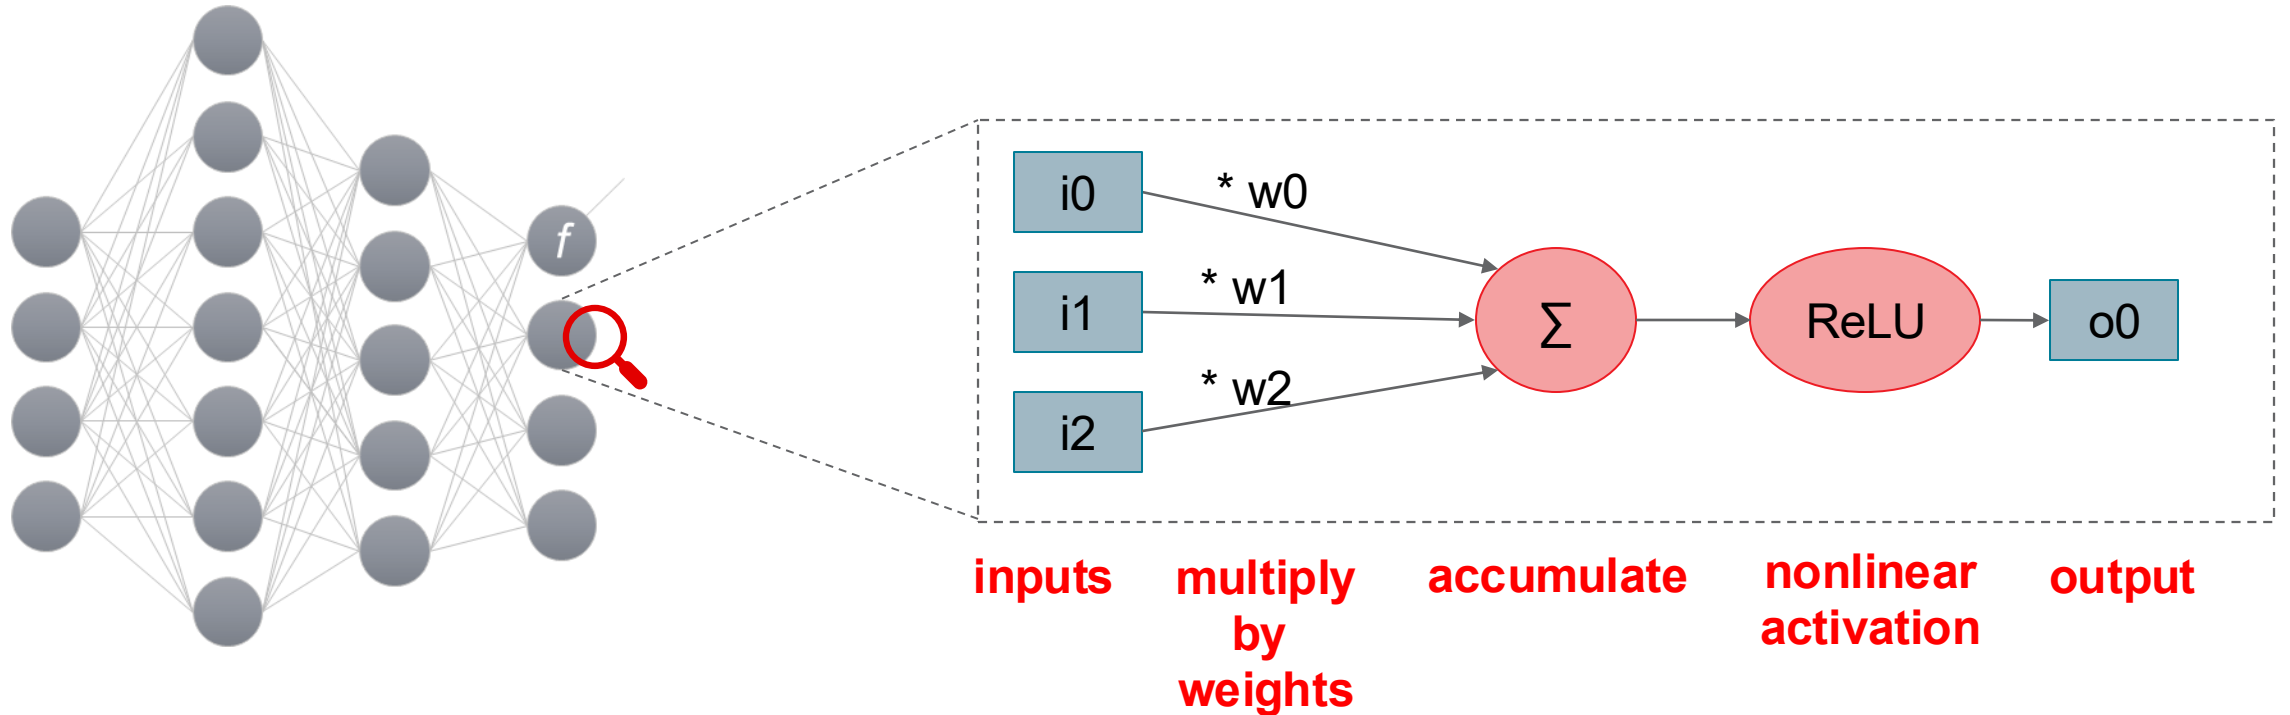 f
i0
* w0
i1
* w1
i2
* w2
∑
ReLU
o0
inputs
multiply
by
weights
accumulate
nonlinear
activation
output